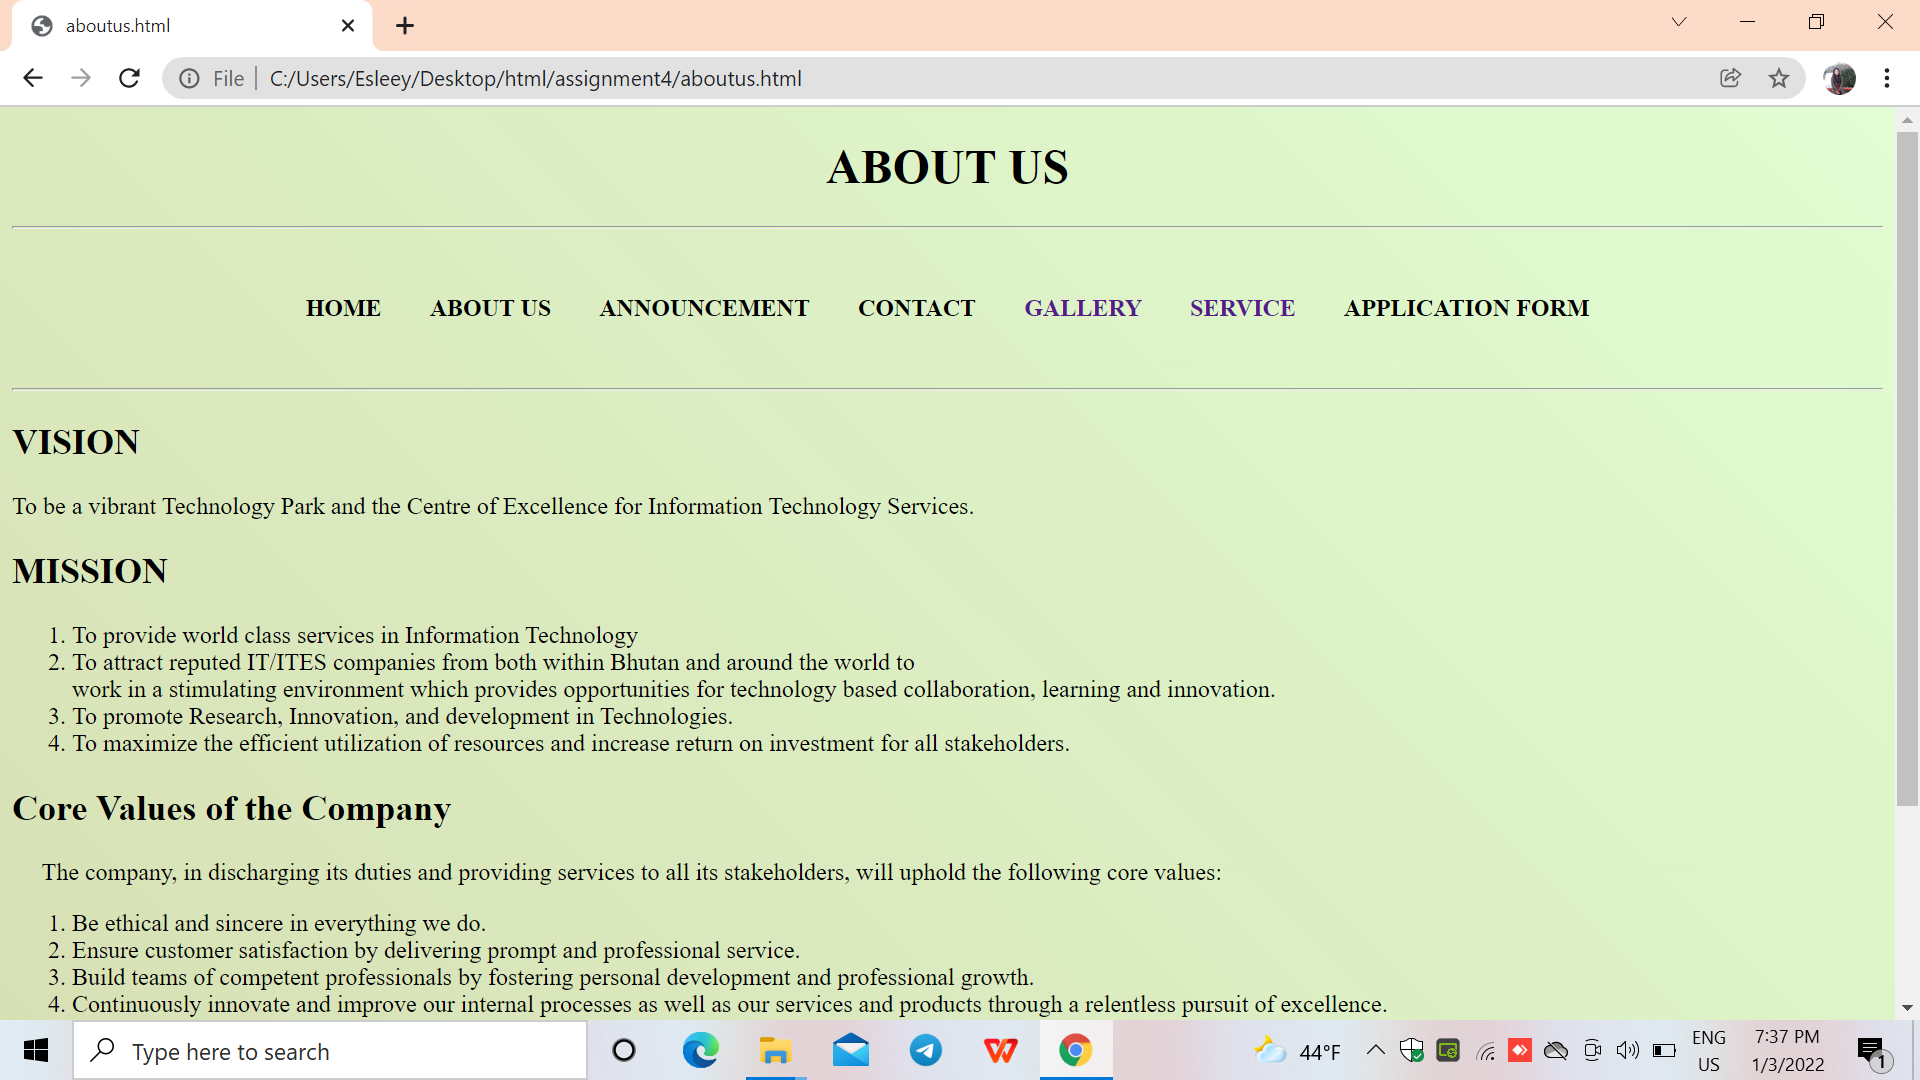 aboutus.html
File
C:/Users/Esleey/Desktop/html/assignment4/aboutus.html
ABOUT US
HOME ABOUT US ANNOUNCEMENT CONTACT GALLERY SERVICE APPLICATION FORM
VISION
To be a vibrant Technology Park and the Centre of Excellence for Information Technology Services.
MISSION
1. To provide world class services in Information Technology
2. To attract reputed IT/ITES companies from both within Bhutan and around the world to
work in a stimulating environment which provides opportunities for technology based collaboration, learning and innovation.
3. To promote Research, Innovation, and development in Technologies.
4. To maximize the efficient utilization of resources and increase return on investment for all stakeholders.
Core Values of the Company
The company, in discharging its duties and providing services to all its stakeholders, will uphold the following core values:
1. Be ethical and sincere in everything we do.
2. Ensure customer satisfaction by delivering prompt and professional service.
3. Build teams of competent professionals by fostering personal development and professional growth.
4. Continuously innovate and improve our internal processes as well as our services and products through a relentless pursuit of excellence.
Type here to search
44°F
ENG
US
7:37 PM
1/3/2022
1